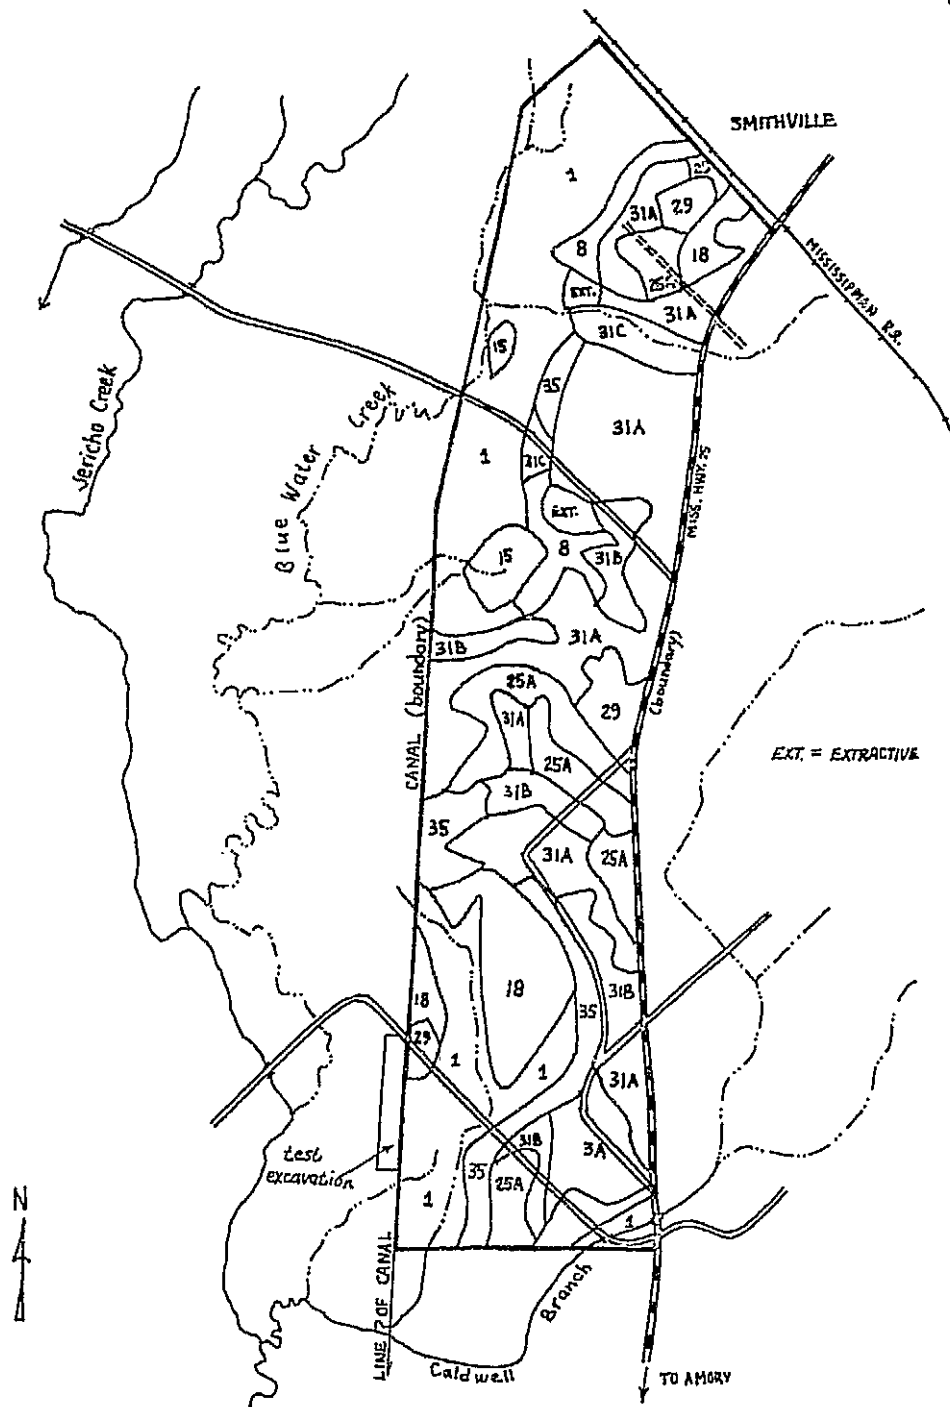 SMITHVILLE
1
25
29
31A
8
18
25
EXT.
31A
MISSISSIPPIAN R.R.
31C
15
35
Jericho Creek
Blue Water Creek
31A
1
31C
MISS. HWY. 25
EXT.
15
8
31B
31A
31B
CANAL (boundary)
(boundary)
25A
29
31A
25A
EXT. = EXTRACTIVE
31B
35
31A
25A
18
18
31B
35
29
1
1
31A
test
excavation
31B
3A
35
25A
1
1
N
LINE OF CANAL
Branch
Caldwell
TO AMORY